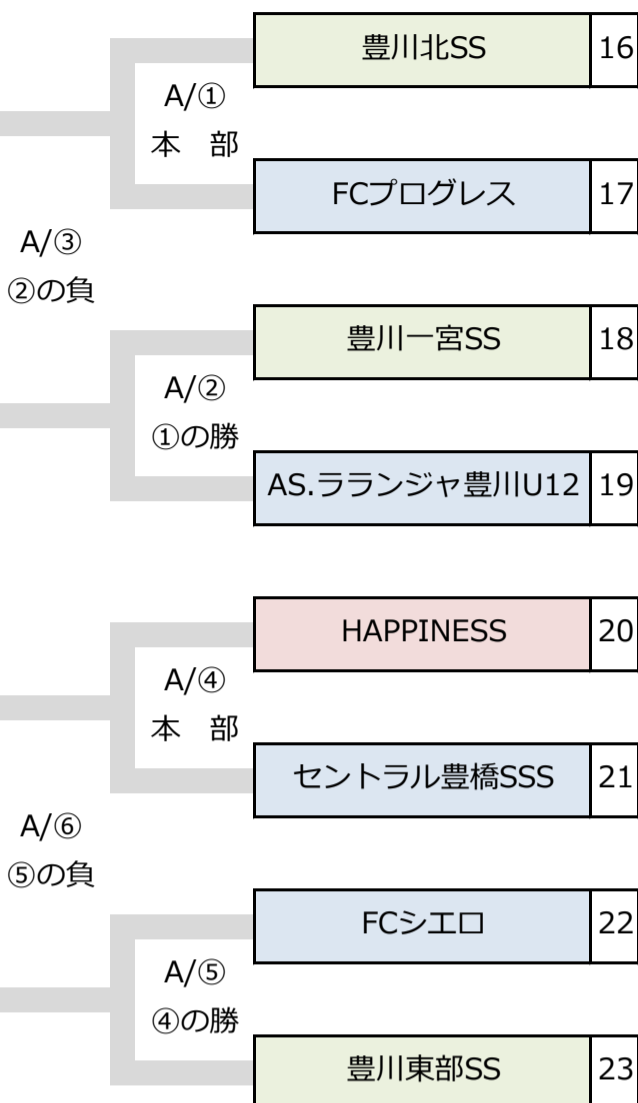 豊川北SS 16
A/①
本　部
FCプログレス 17
A/③
②の負
豊川一宮SS 18
A/②
①の勝
AS.ラランジャ豊川U12 19
HAPPINESS 20
A/④
本　部
セントラル豊橋SSS 21
A/⑥
⑤の負
FCシエロ 22
A/⑤
④の勝
豊川東部SS 23